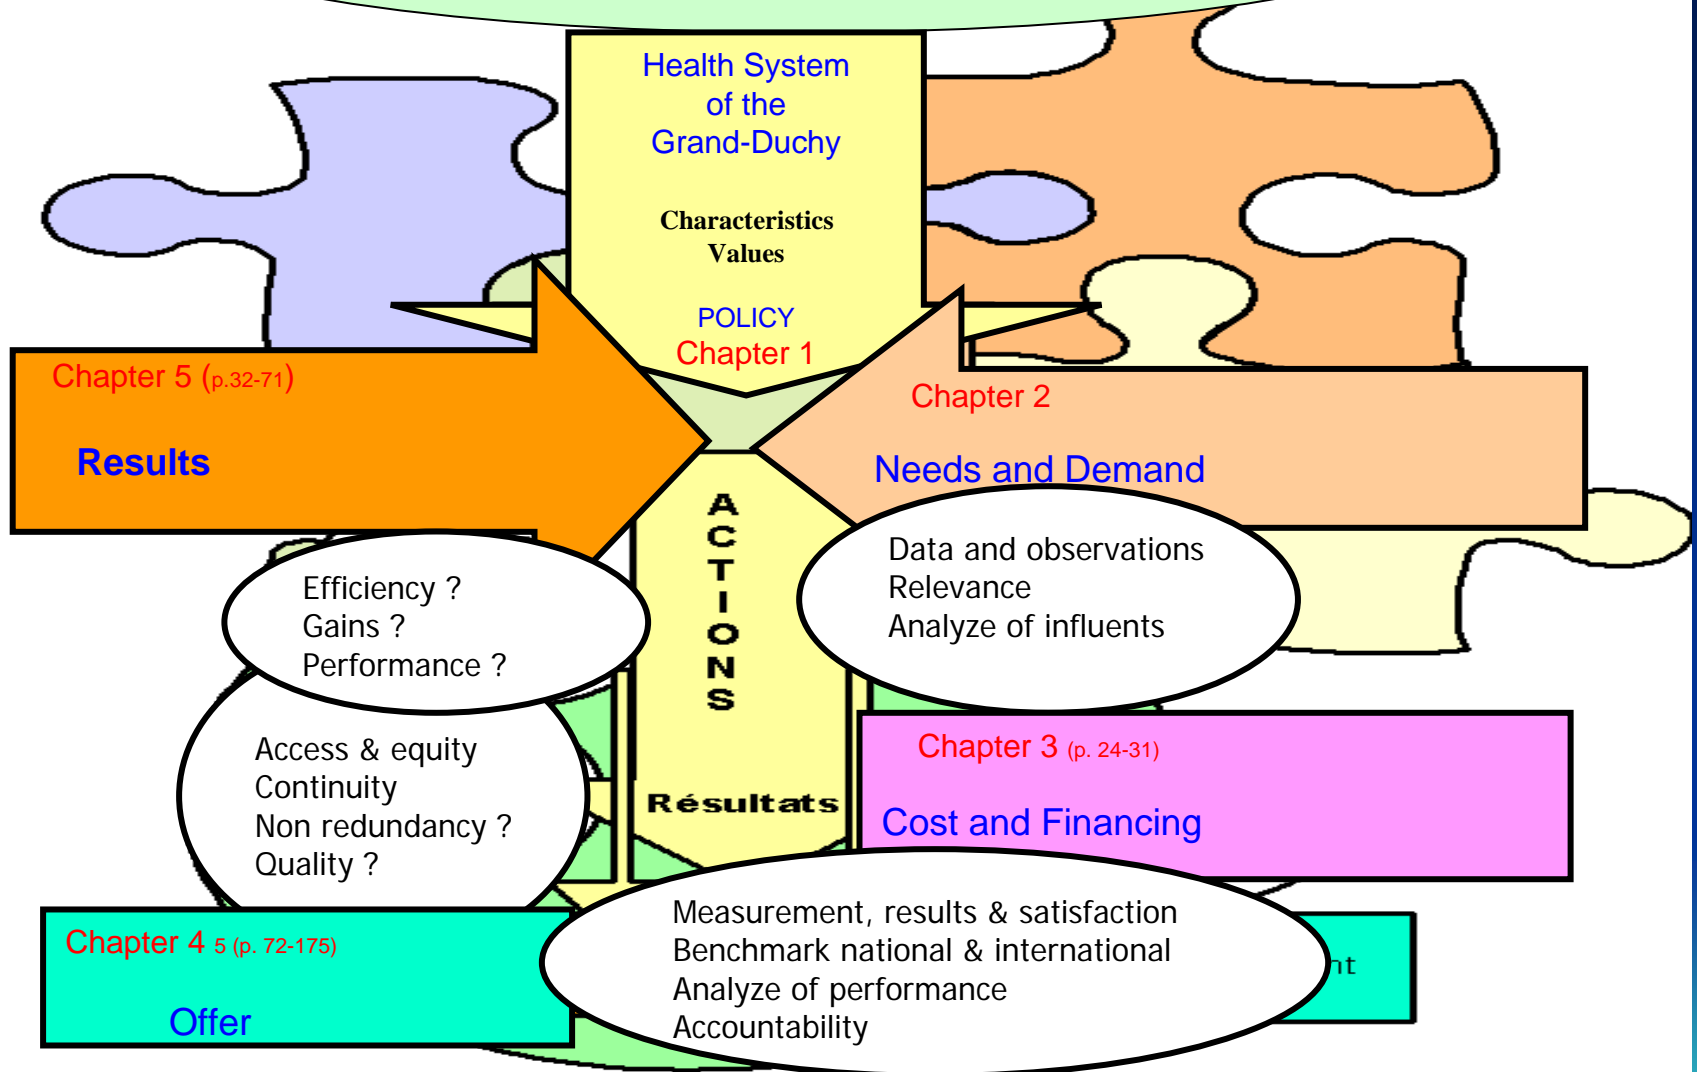 Health System
of the
Grand-Duchy
Characteristics
Values
POLICY
Chapter 1
Chapter 5 (p.32-71)
Results
Chapter 2
Needs and Demand
ACTIONS
Résultats
Efficiency ?
Gains ?
Performance ?
Data and observations
Relevance
Analyze of influents
Access & equity
Continuity
Non redundancy ?
Quality ?
Chapter 3 (p. 24-31)
Cost and Financing
Chapter 4 5 (p. 72-175)
Offer
Measurement, results & satisfaction
Benchmark national & international
Analyze of performance
Accountability